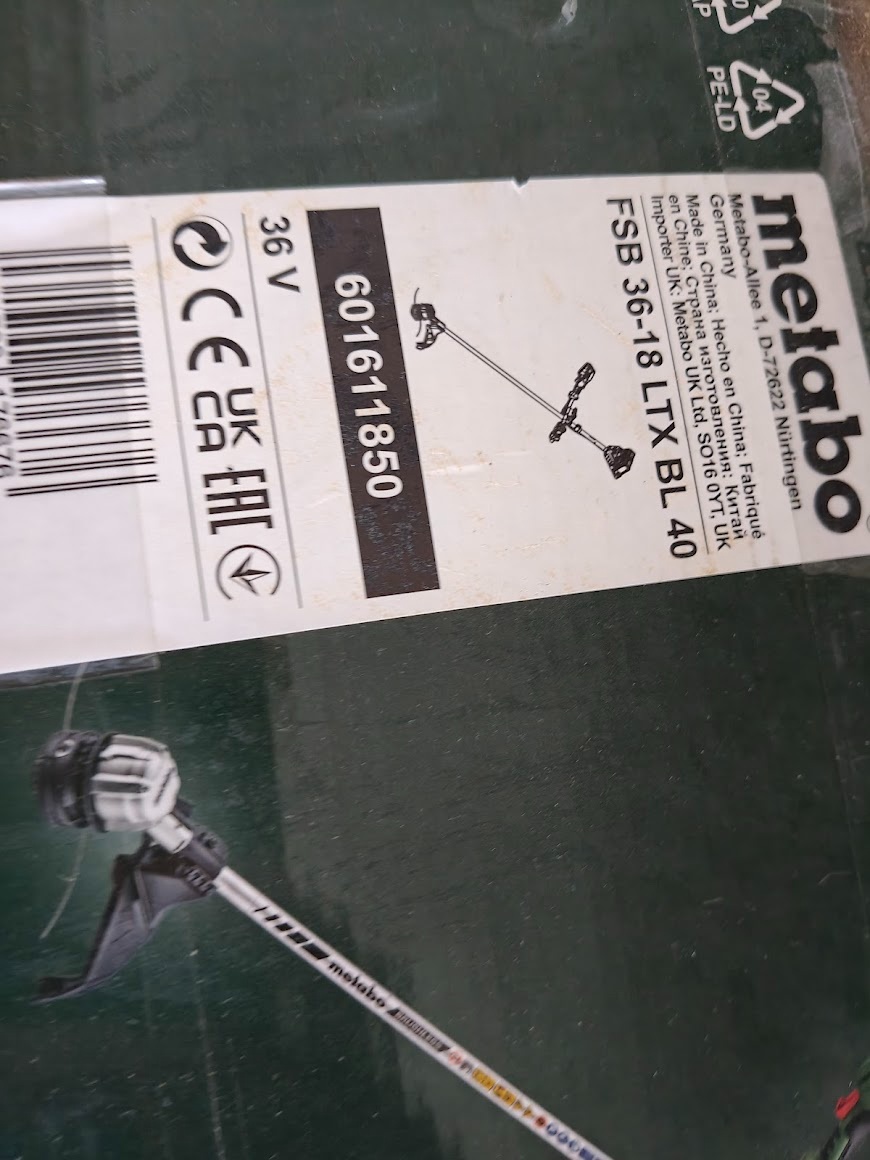 04
PE-LD
metabo
Metabo-Allee 1, D-72622 Nürtingen
Germany
Made in China; Hecho en China; Fabriqué
en Chine; Страна изготовления: Китай
Importer UK: Metabo UK Ltd, SO16 0YT, UK
FSB 36-18 LTX BL 40
601611850
36 V
CE UK
CA EAC
metabo
BRUSHLESS